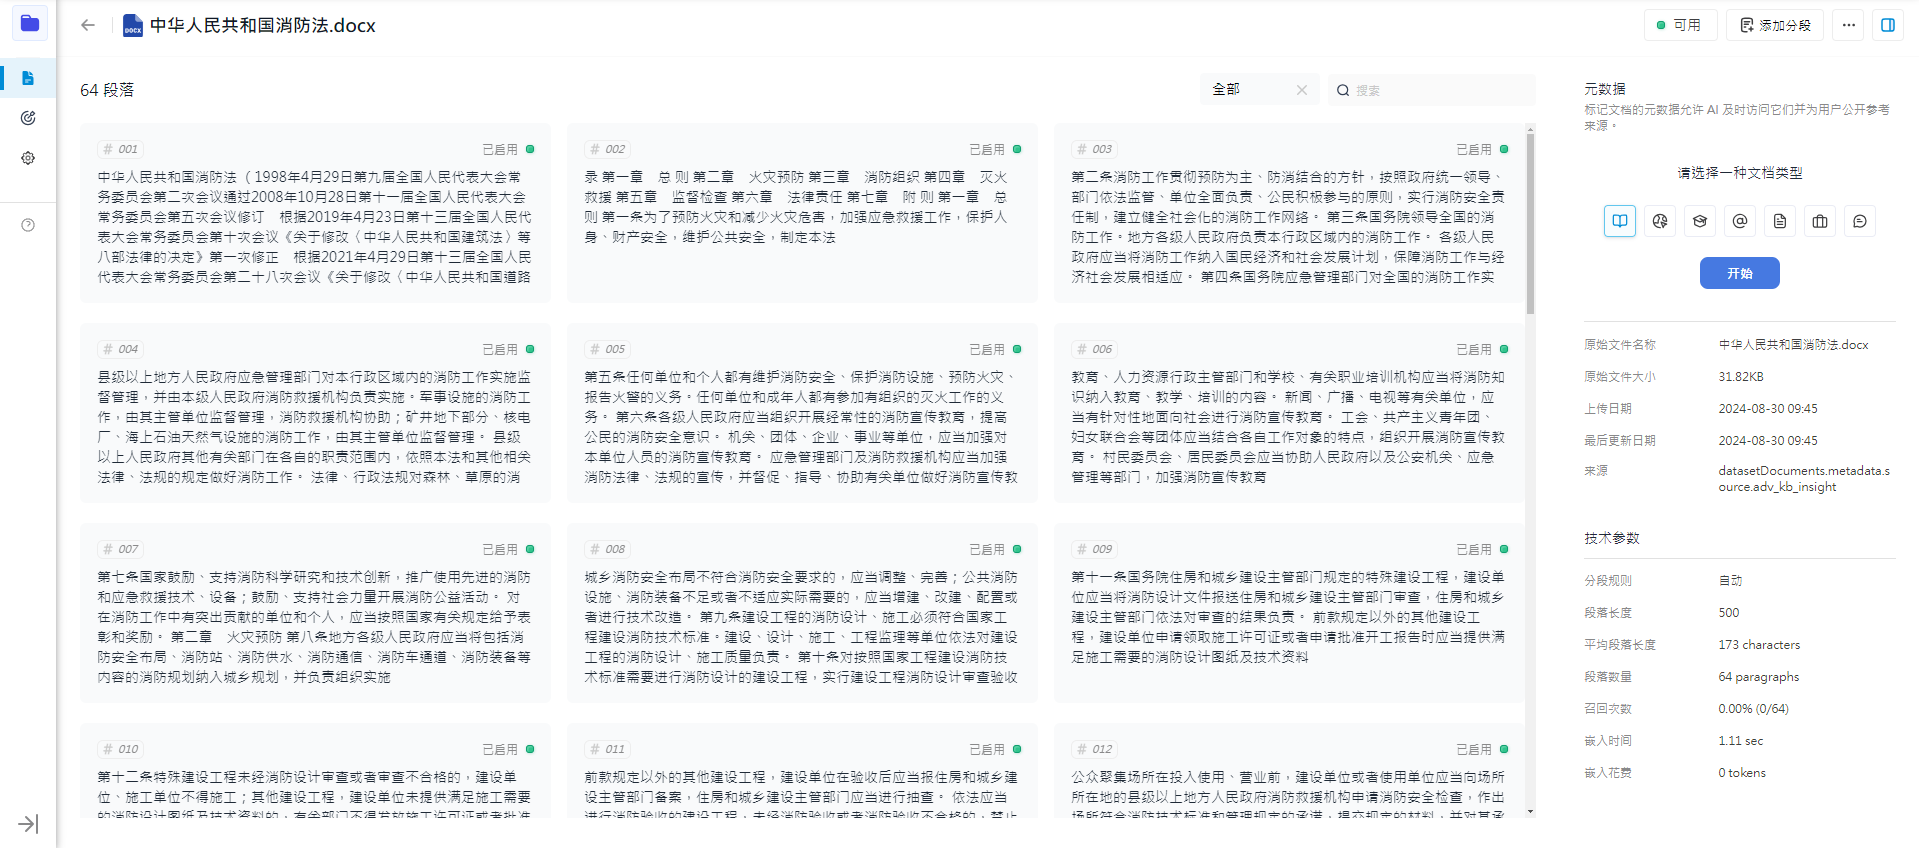 中华人民共和国消防法.docx
可用
添加分段
64 段落
全部
搜索
# 001
已启用
中华人民共和国消防法（1998年4月29日第九届全国人民代表大会常
务委员会第二次会议通过2008年10月28日第十一届全国人民代表大会
常务委员会第五次会议修订　根据2019年4月23日第十三届全国人民代
表大会常务委员会第十次会议《关于修改〈中华人民共和国建筑法〉等
八部法律的决定》第一次修正　根据2021年4月29日第十三届全国人民
代表大会常务委员会第二十八次会议《关于修改〈中华人民共和国道路
# 002
已启用
录 第一章　总 则 第二章　火灾预防 第三章　消防组织 第四章　灭火
救援 第五章　监督检查 第六章　法律责任 第七章　附 则 第一章　总
则 第一条为了预防火灾和减少火灾危害，加强应急救援工作，保护人
身、财产安全，维护公共安全，制定本法
# 003
已启用
第二条消防工作贯彻预防为主、防消结合的方针，按照政府统一领导、
部门依法监管、单位全面负责、公民积极参与的原则，实行消防安全责
任制，建立健全社会化的消防工作网络。 第三条国务院领导全国的消
防工作。地方各级人民政府负责本行政区域内的消防工作。 各级人民
政府应当将消防工作纳入国民经济和社会发展计划，保障消防工作与经
济社会发展相适应。 第四条国务院应急管理部门对全国的消防工作实
# 004
已启用
县级以上地方人民政府应急管理部门对本行政区域内的消防工作实施监
督管理，并由本级人民政府消防救援机构负责实施。军事设施的消防工
作，由其主管单位监督管理，消防救援机构协助；矿井地下部分、核电
厂、海上石油天然气设施的消防工作，由其主管单位监督管理。 县级
以上人民政府其他有关部门在各自的职责范围内，依照本法和其他相关
法律、法规的规定做好消防工作。 法律、行政法规对森林、草原的消
# 005
已启用
第五条任何单位和个人都有维护消防安全、保护消防设施、预防火灾、
报告火警的义务。任何单位和成年人都有参加有组织的灭火工作的义
务。 第六条各级人民政府应当组织开展经常性的消防宣传教育，提高
公民的消防安全意识。 机关、团体、企业、事业等单位，应当加强对
本单位人员的消防宣传教育。 应急管理部门及消防救援机构应当加强
消防法律、法规的宣传，并督促、指导、协助有关单位做好消防宣传教
# 006
已启用
教育、人力资源行政主管部门和学校、有关职业培训机构应当将消防知
识纳入教育、教学、培训的内容。 新闻、广播、电视等有关单位，应
当有针对性地面向社会进行消防宣传教育。 工会、共产主义青年团、
妇女联合会等团体应当结合各自工作对象的特点，组织开展消防宣传教
育。 村民委员会、居民委员会应当协助人民政府以及公安机关、应急
管理等部门，加强消防宣传教育
# 007
已启用
第七条国家鼓励、支持消防科学研究和技术创新，推广使用先进的消防
和应急救援技术、设备；鼓励、支持社会力量开展消防公益活动。 对
在消防工作中有突出贡献的单位和个人，应当按照国家有关规定给予表
彰和奖励。 第二章　火灾预防 第八条地方各级人民政府应当将包括消
防安全布局、消防站、消防供水、消防通信、消防车通道、消防装备等
内容的消防规划纳入城乡规划，并负责组织实施
# 008
已启用
城乡消防安全布局不符合消防安全要求的，应当调整、完善；公共消防
设施、消防装备不足或者不适应实际需要的，应当增建、改建、配置或
者进行技术改造。 第九条建设工程的消防设计、施工必须符合国家工
程建设消防技术标准。建设、设计、施工、工程监理等单位依法对建设
工程的消防设计、施工质量负责。 第十条对按照国家工程建设消防技
术标准需要进行消防设计的建设工程，实行建设工程消防设计审查验收
# 009
已启用
第十一条国务院住房和城乡建设主管部门规定的特殊建设工程，建设单
位应当将消防设计文件报送住房和城乡建设主管部门审查，住房和城乡
建设主管部门依法对审查的结果负责。 前款规定以外的其他建设工
程，建设单位申请领取施工许可证或者申请批准开工报告时应当提供满
足施工需要的消防设计图纸及技术资料
# 010
已启用
第十二条特殊建设工程未经消防设计审查或者审查不合格的，建设单
位、施工单位不得施工；其他建设工程，建设单位未提供满足施工需要
的消防设计图纸及技术资料的，有关部门不得发放施工许可证或者批准
# 011
已启用
前款规定以外的其他建设工程，建设单位在验收后应当报住房和城乡建
设主管部门备案，住房和城乡建设主管部门应当进行抽查。 依法应当
进行消防验收的建设工程，未经消防验收或者消防验收不合格的，禁止
# 012
已启用
公众聚集场所在投入使用、营业前，建设单位或者使用单位应当向场所
所在地的县级以上地方人民政府消防救援机构申请消防安全检查，作出
场所符合消防技术标准和管理规定的承诺，提交规定的材料，并对其承
元数据
标记文档的元数据允许 AI 及时访问它们并为用户公开参考
来源。
请选择一种文档类型
开始
原始文件名称 中华人民共和国消防法.docx
原始文件大小 31.82KB
上传日期 2024-08-30 09:45
最后更新日期 2024-08-30 09:45
来源 datasetDocuments.metadata.s
ource.adv_kb_insight
技术参数
分段规则 自动
段落长度 500
平均段落长度 173 characters
段落数量 64 paragraphs
召回次数 0.00% (0/64)
嵌入时间 1.11 sec
嵌入花费 0 tokens